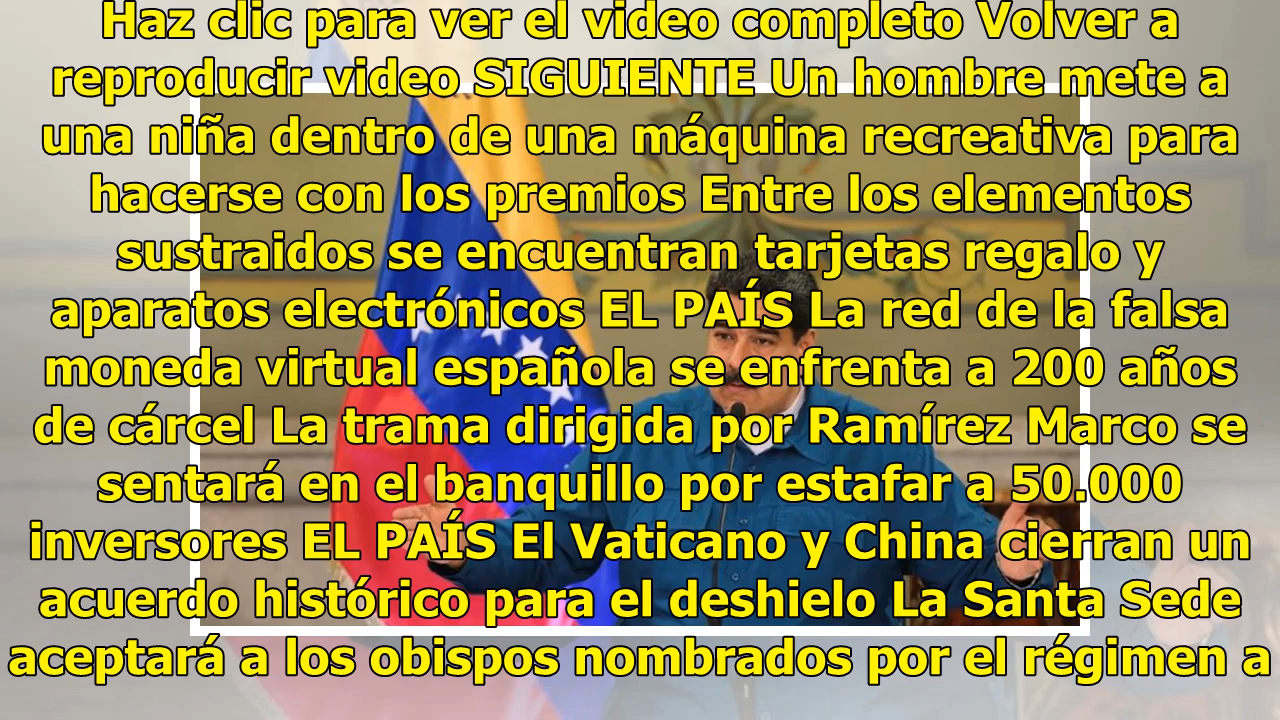 Haz clic para ver el video completo Volver a
reproducir video SIGUIENTE Un hombre mete a
una niña dentro de una máquina recreativa para
hacerse con los premios Entre los elementos
sustraidos se encuentran tarjetas regalo y
aparatos electrónicos EL PAÍS La red de la falsa
moneda virtual española se enfrenta a 200 años
de cárcel La trama dirigida por Ramírez Marco se
sentará en el banquillo por estafar a 50.000
inversores EL PAÍS El Vaticano y China cierran un
acuerdo histórico para el deshielo La Santa Sede
aceptará a los obispos nombrados por el régimen a